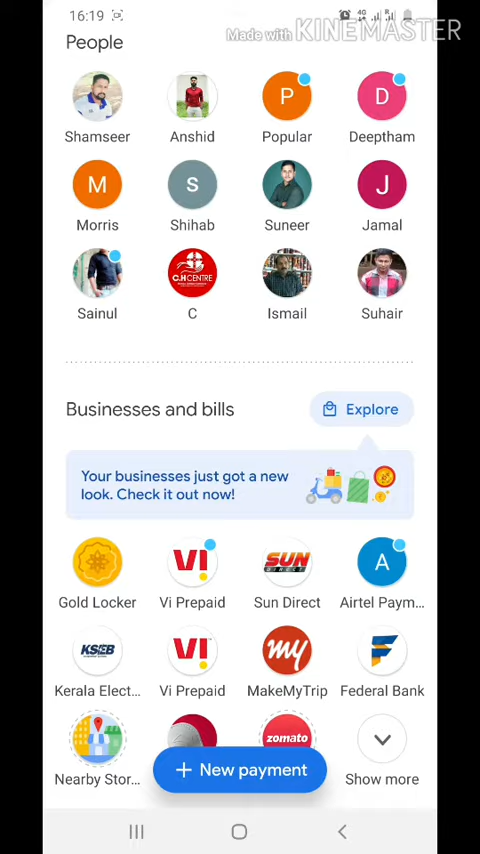 16:19
Made with KINEMASTER
People
Shamseer Anshid Popular Deeptham
P D
M S J
Morris Shihab Suneer Jamal
C.H CENTRE
Sainul C Ismail Suhair
Businesses and bills Explore
Your businesses just got a new
look. Check it out now!
VI SUN DIRECT A
Gold Locker Vi Prepaid Sun Direct Airtel Paym...
KSEB VI my
Kerala Elect... Vi Prepaid MakeMyTrip Federal Bank
zomato
+ New payment
Nearby Stor... Show more